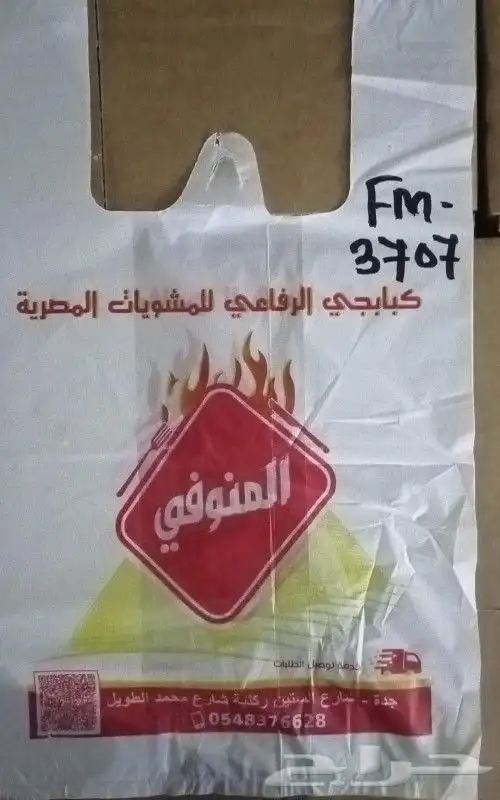 FM-
3707
كبابجي الرفاعي للمشويات المصرية
المنوفي
خدمة توصيل الطلبات
جدة - شارع الستين ركنية شارع محمد الطويل
0548376628
حراج